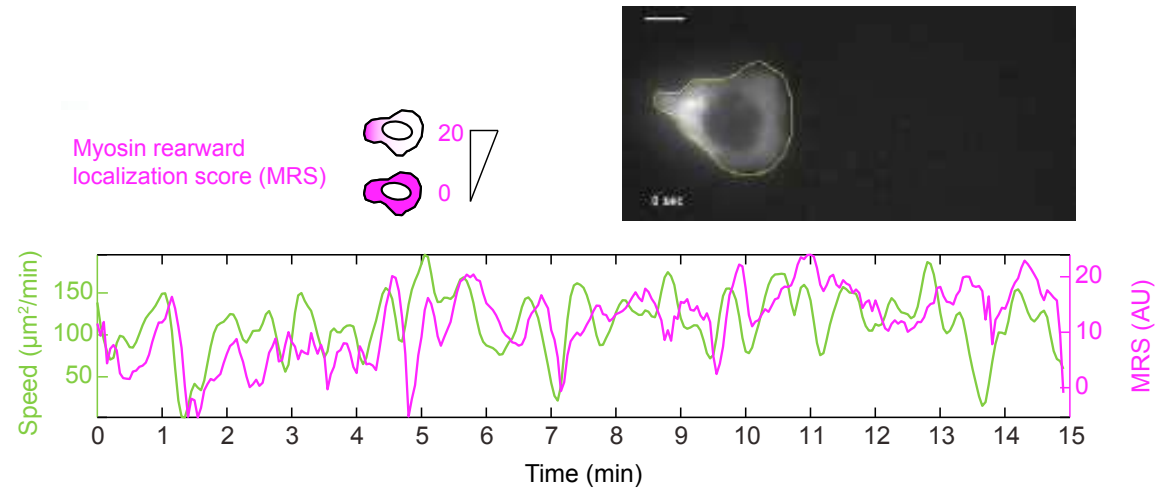 Myosin rearward
localization score (MRS)
20
0
0 sec
Speed (µm²/min)
150
100
50
20
10
0
MRS (AU)
0 1 2 3 4 5 6 7 8 9 10 11 12 13 14 15
Time (min)